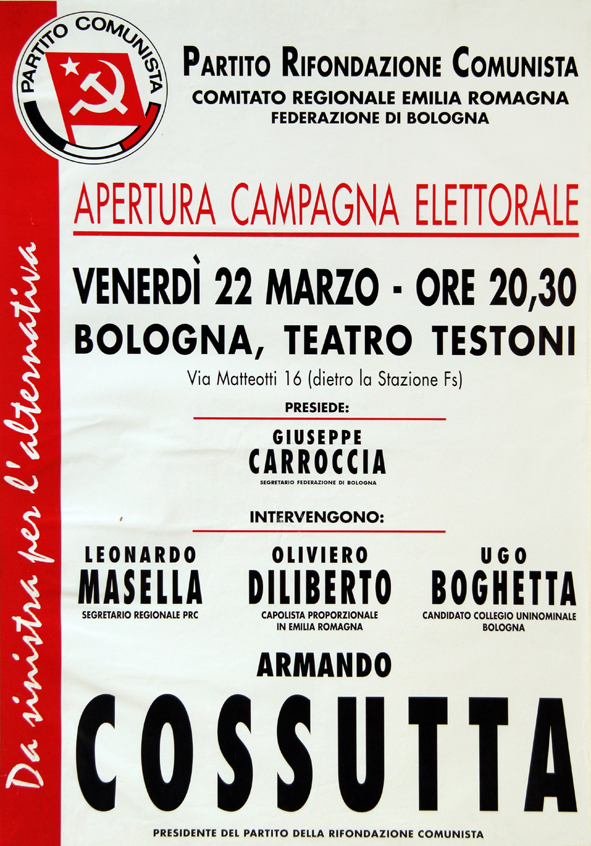 PARTITO COMUNISTA
PARTITO RIFONDAZIONE COMUNISTA
COMITATO REGIONALE EMILIA ROMAGNA
FEDERAZIONE DI BOLOGNA
APERTURA CAMPAGNA ELETTORALE
VENERDÌ 22 MARZO - ORE 20,30
BOLOGNA, TEATRO TESTONI
Via Matteotti 16 (dietro la Stazione Fs)
PRESIEDE:
GIUSEPPE
CARROCCIA
SEGRETARIO FEDERAZIONE DI BOLOGNA
INTERVENGONO:
LEONARDO
MASELLA
SEGRETARIO REGIONALE PRC
OLIVIERO
DILIBERTO
CAPOLISTA PROPORZIONALE
IN EMILIA ROMAGNA
UGO
BOGHETTA
CANDIDATO COLLEGIO UNINOMINALE
BOLOGNA
ARMANDO
COSSUTTA
PRESIDENTE DEL PARTITO DELLA RIFONDAZIONE COMUNISTA
Da sinistra per l'alternativa